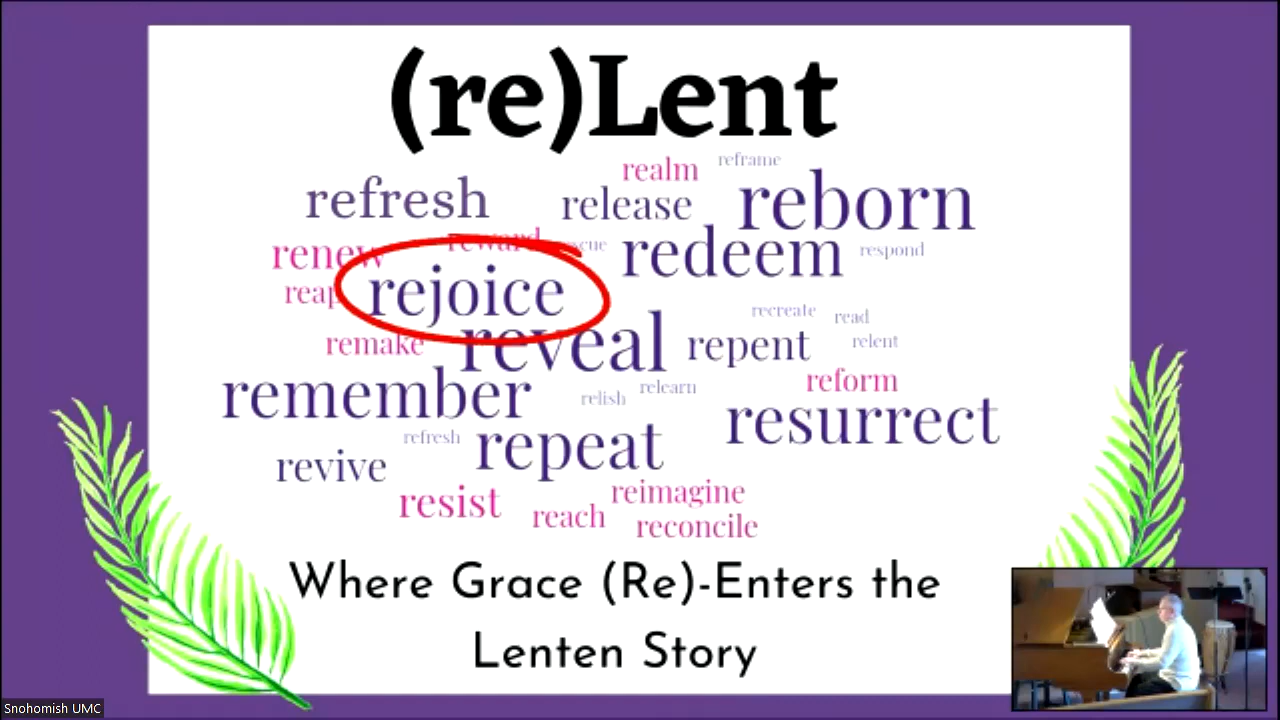 (re)Lent
realm reframe
refresh release reborn
renew reward redeem respond
reap rejoice
recreate read
remake reveal repent relent
remember relish relearn reform
resurrect
refresh repeat
revive
resist reach reimagine
reconcile
Where Grace (Re)-Enters the
Lenten Story
Snohomish UMC